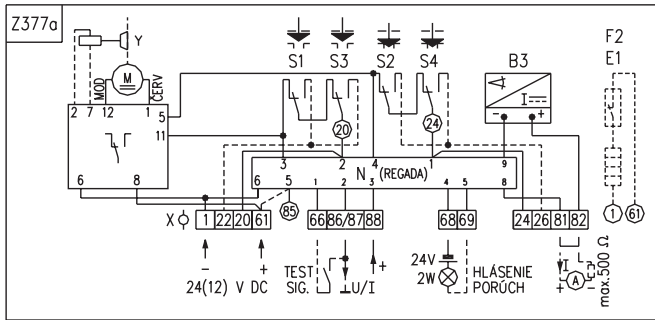 Z377a
Y
M
MOD
ČERV
2 7 12 1
5
11
6 8
S1 S3 S2 S4
20
24
B3
I
- +
F2
E1
1 61
3 2 4 1 9
N (REGADA)
6 5 1 2 3 4 5 8
85
X
1 22 20 61
66 86/87 88
68 69
24 26 81 82
- +
24(12) V DC
TEST
SIG.
U/I
+
24V
2W
HLÁSENIE
PORÚCH
I
+ -
A
max.500 Ω